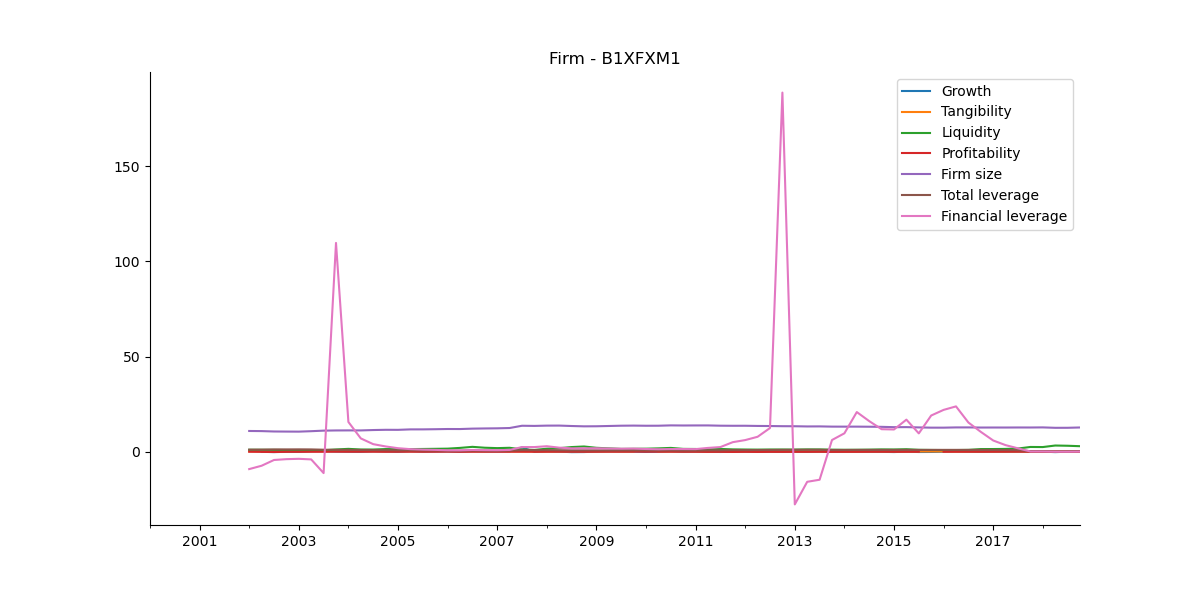 Firm - B1XFXM1
Growth
Tangibility
Liquidity
Profitability
Firm size
Total leverage
Financial leverage
150
100
50
0
2001 2003 2005 2007 2009 2011 2013 2015 2017